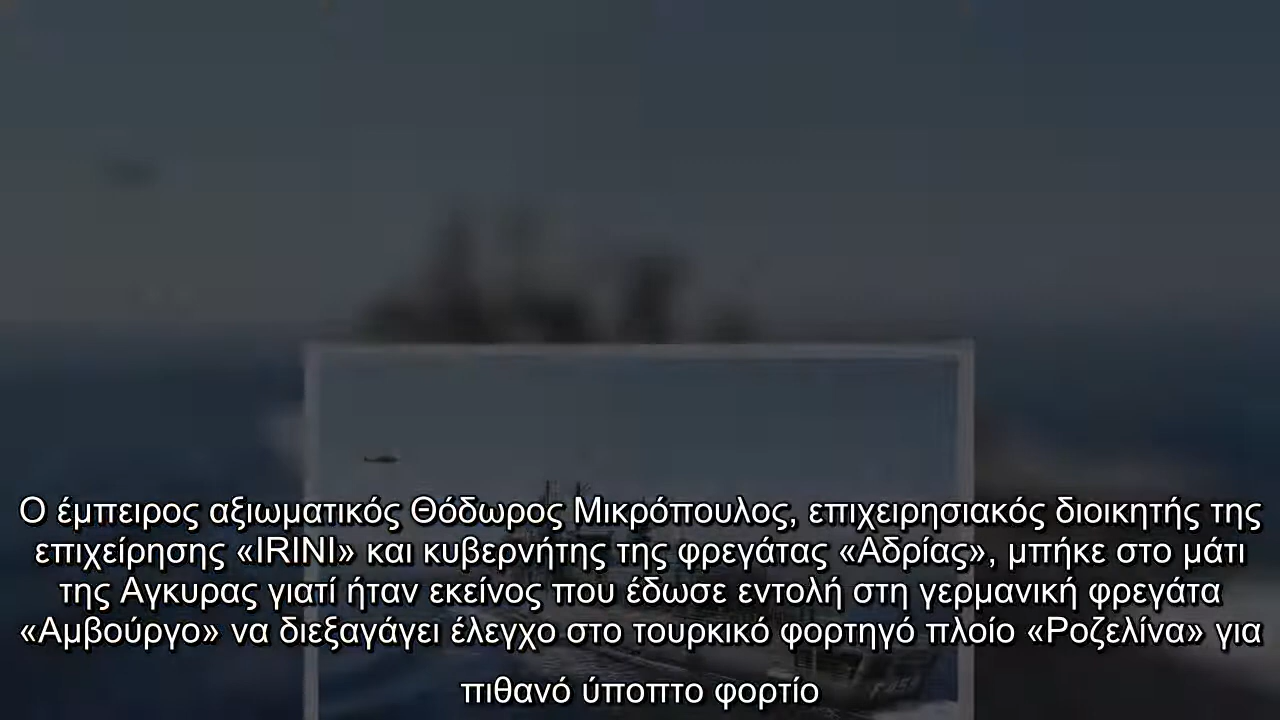 Ο έμπειρος αξιωματικός Θόδωρος Μικρόπουλος, επιχειρησιακός διοικητής της
επιχείρησης «IRINI» και κυβερνήτης της φρεγάτας «Αδρίας», μπήκε στο μάτι
της Αγκυρας γιατί ήταν εκείνος που έδωσε εντολή στη γερμανική φρεγάτα
«Αμβούργο» να διεξαγάγει έλεγχο στο τουρκικό φορτηγό πλοίο «Ροζελίνα» για
πιθανό ύποπτο φορτίο